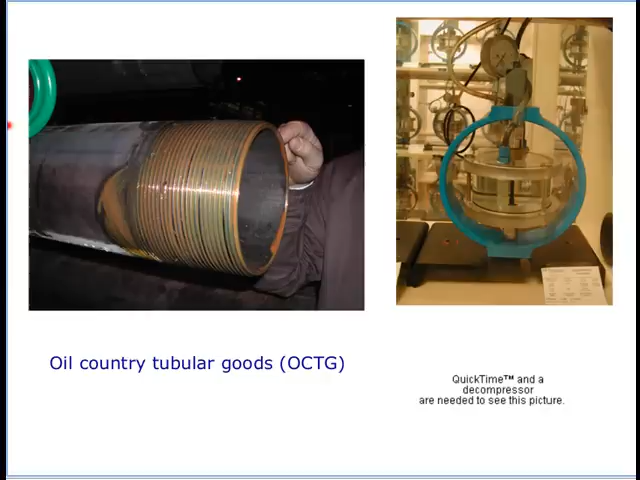 Oil country tubular goods (OCTG)
QuickTime™ and a
decompressor
are needed to see this picture.